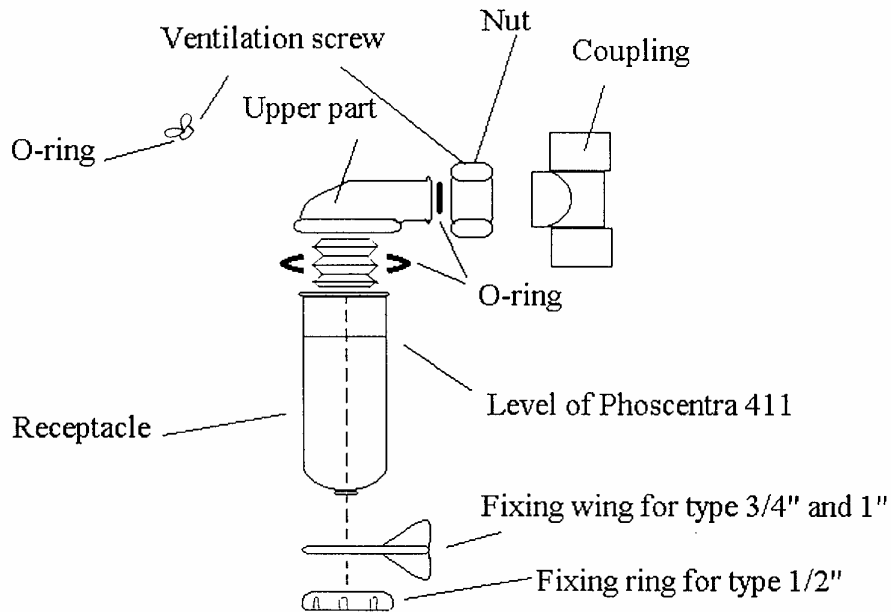 Ventilation screw
Nut
Coupling
Upper part
O-ring
O-ring
Level of Phoscentra 411
Receptacle
Fixing wing for type 3/4" and 1"
Fixing ring for type 1/2"